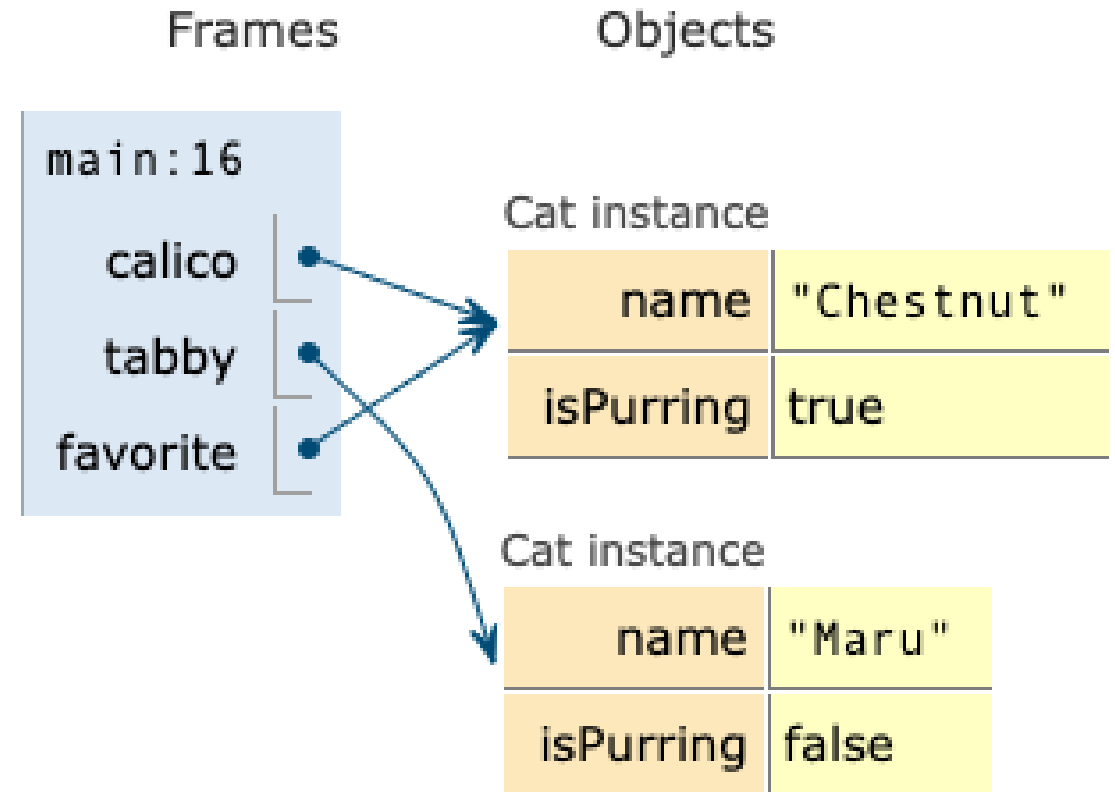 Frames
Objects
main:16
calico
tabby
favorite
Cat instance
name "Chestnut"
isPurring true
Cat instance
name "Maru"
isPurring false